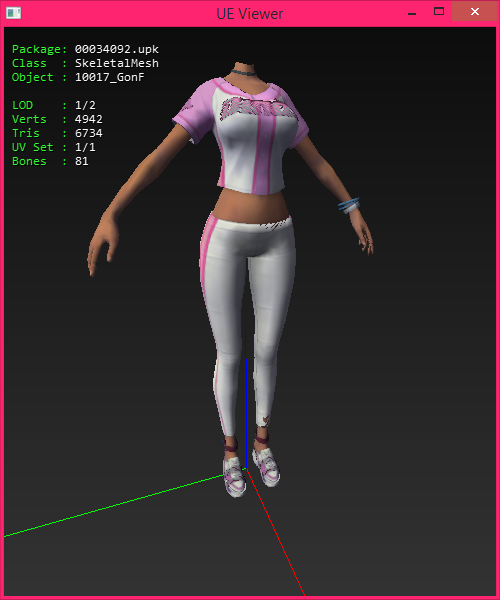 UE Viewer
Package: 00034092.upk
Class : SkeletalMesh
Object : 10017_GonF
LOD : 1/2
Verts : 4942
Tris : 6734
UV Set : 1/1
Bones : 81